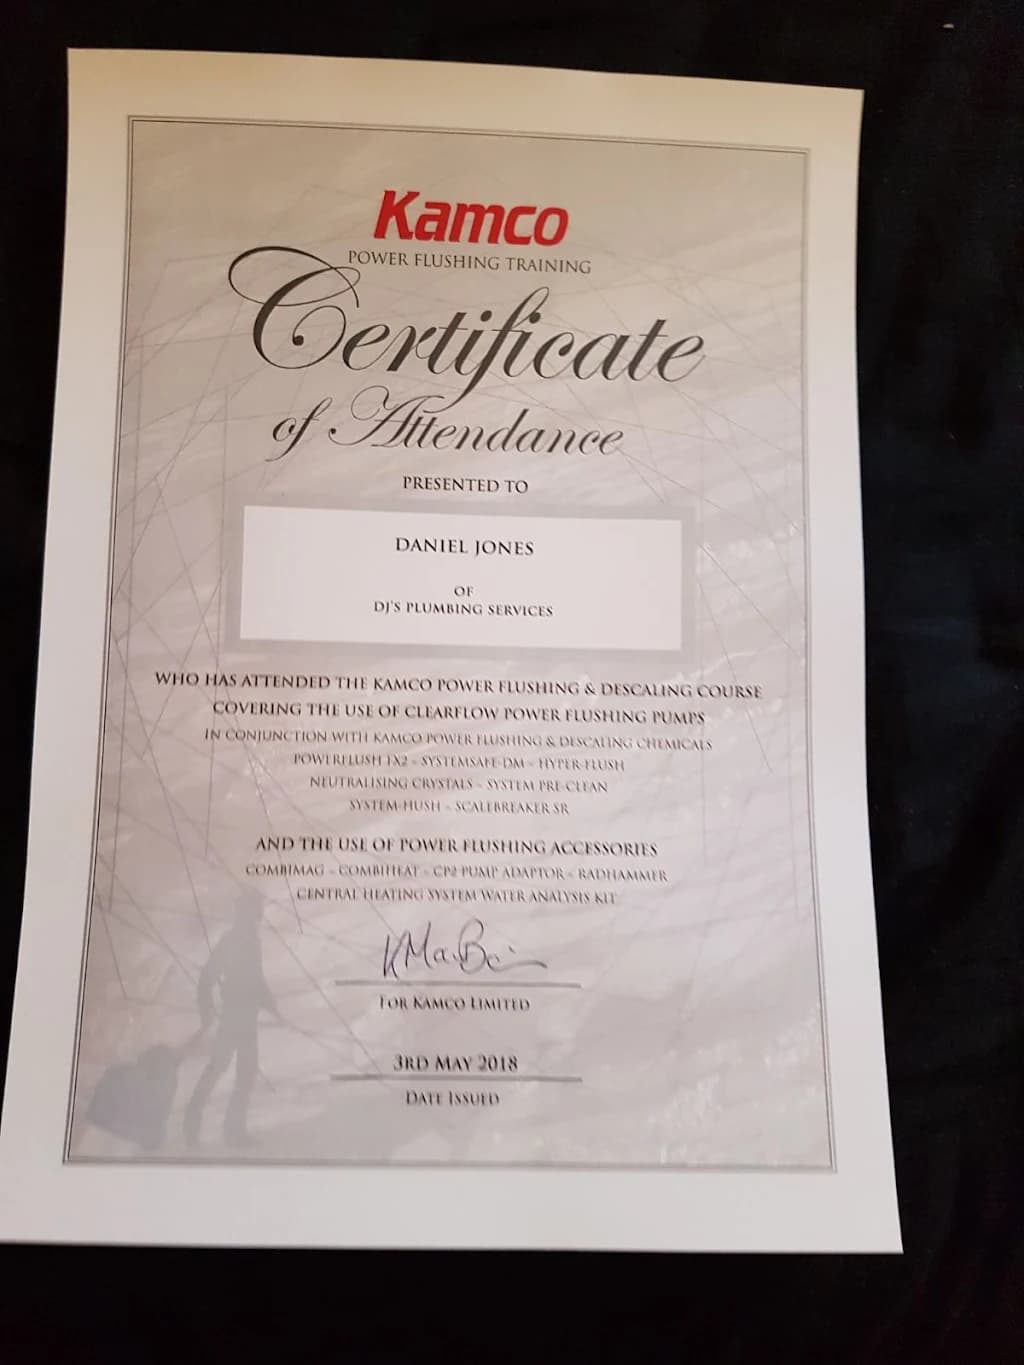 Kamco
POWER FLUSHING TRAINING
Certificate
of Attendance
PRESENTED TO
DANIEL JONES
OF
DJ'S PLUMBING SERVICES
WHO HAS ATTENDED THE KAMCO POWER FLUSHING & DESCALING COURSE
COVERING THE USE OF CLEARFLOW POWER FLUSHING PUMPS
IN CONJUNCTION WITH KAMCO POWER FLUSHING & DESCALING CHEMICALS
POWERFLUSH FX2 - SYSTEMSAFE-DM - HYPER-FLUSH
NEUTRALISING CRYSTALS - SYSTEM PRE-CLEAN
SYSTEM-HUSH - SCALEBREAKER SR
AND THE USE OF POWER FLUSHING ACCESSORIES
COMBIMAG - COMBIHEAT - CP2 PUMP ADAPTOR - RADHAMMER
CENTRAL HEATING SYSTEM WATER ANALYSIS KIT
FOR KAMCO LIMITED
3RD MAY 2018
DATE ISSUED